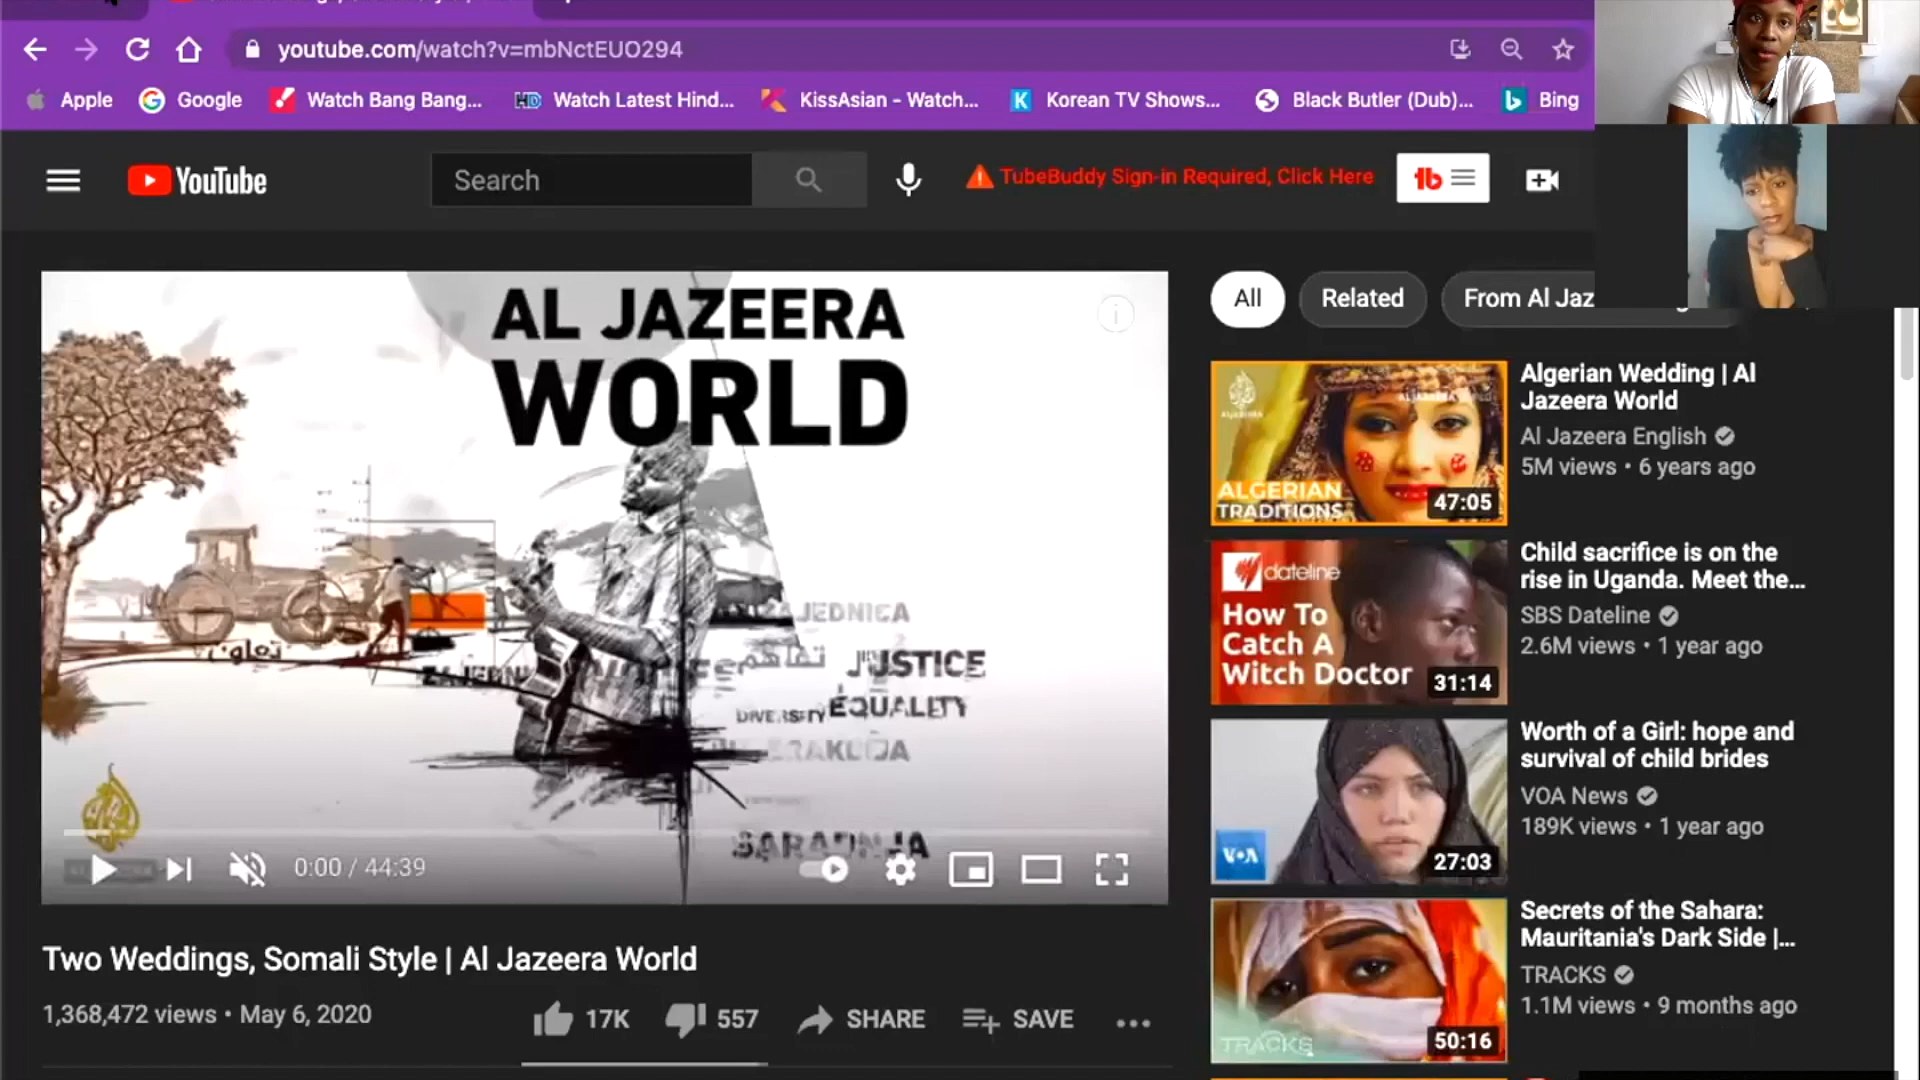 youtube.com/watch?v=mbNctEUO294
Apple
Google
Watch Bang Bang...
HD
Watch Latest Hind...
KissAsian - Watch...
K
Korean TV Shows...
Black Butler (Dub)...
Bing
YouTube
Search
TubeBuddy Sign-in Required, Click Here
tb
AL JAZEERA
WORLD
JEDNICA
تعاون
تفاهم
JUSTICE
DIVERSITY
EQUALITY
SARADNJA
0:00 / 44:39
Two Weddings, Somali Style | Al Jazeera World
1,368,472 views • May 6, 2020
17K
557
SHARE
SAVE
All
Related
From Al Jaz
ALGERIAN
TRADITIONS
47:05
Algerian Wedding | Al
Jazeera World
Al Jazeera English
5M views • 6 years ago
dateline
How To
Catch A
Witch Doctor
31:14
Child sacrifice is on the
rise in Uganda. Meet the...
SBS Dateline
2.6M views • 1 year ago
VOA
27:03
Worth of a Girl: hope and
survival of child brides
VOA News
189K views • 1 year ago
TRACKS
50:16
Secrets of the Sahara:
Mauritania's Dark Side |...
TRACKS
1.1M views • 9 months ago